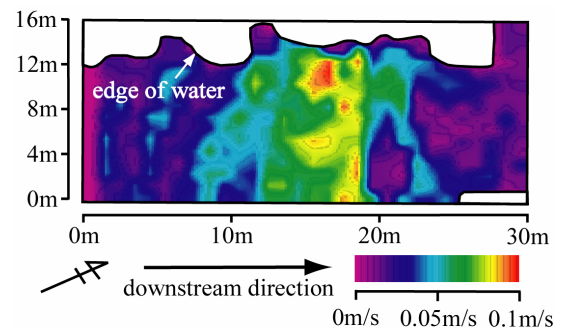 16m
12m
edge of water
8m
4m
0m
0m 10m 20m 30m
downstream direction
0m/s 0.05m/s 0.1m/s